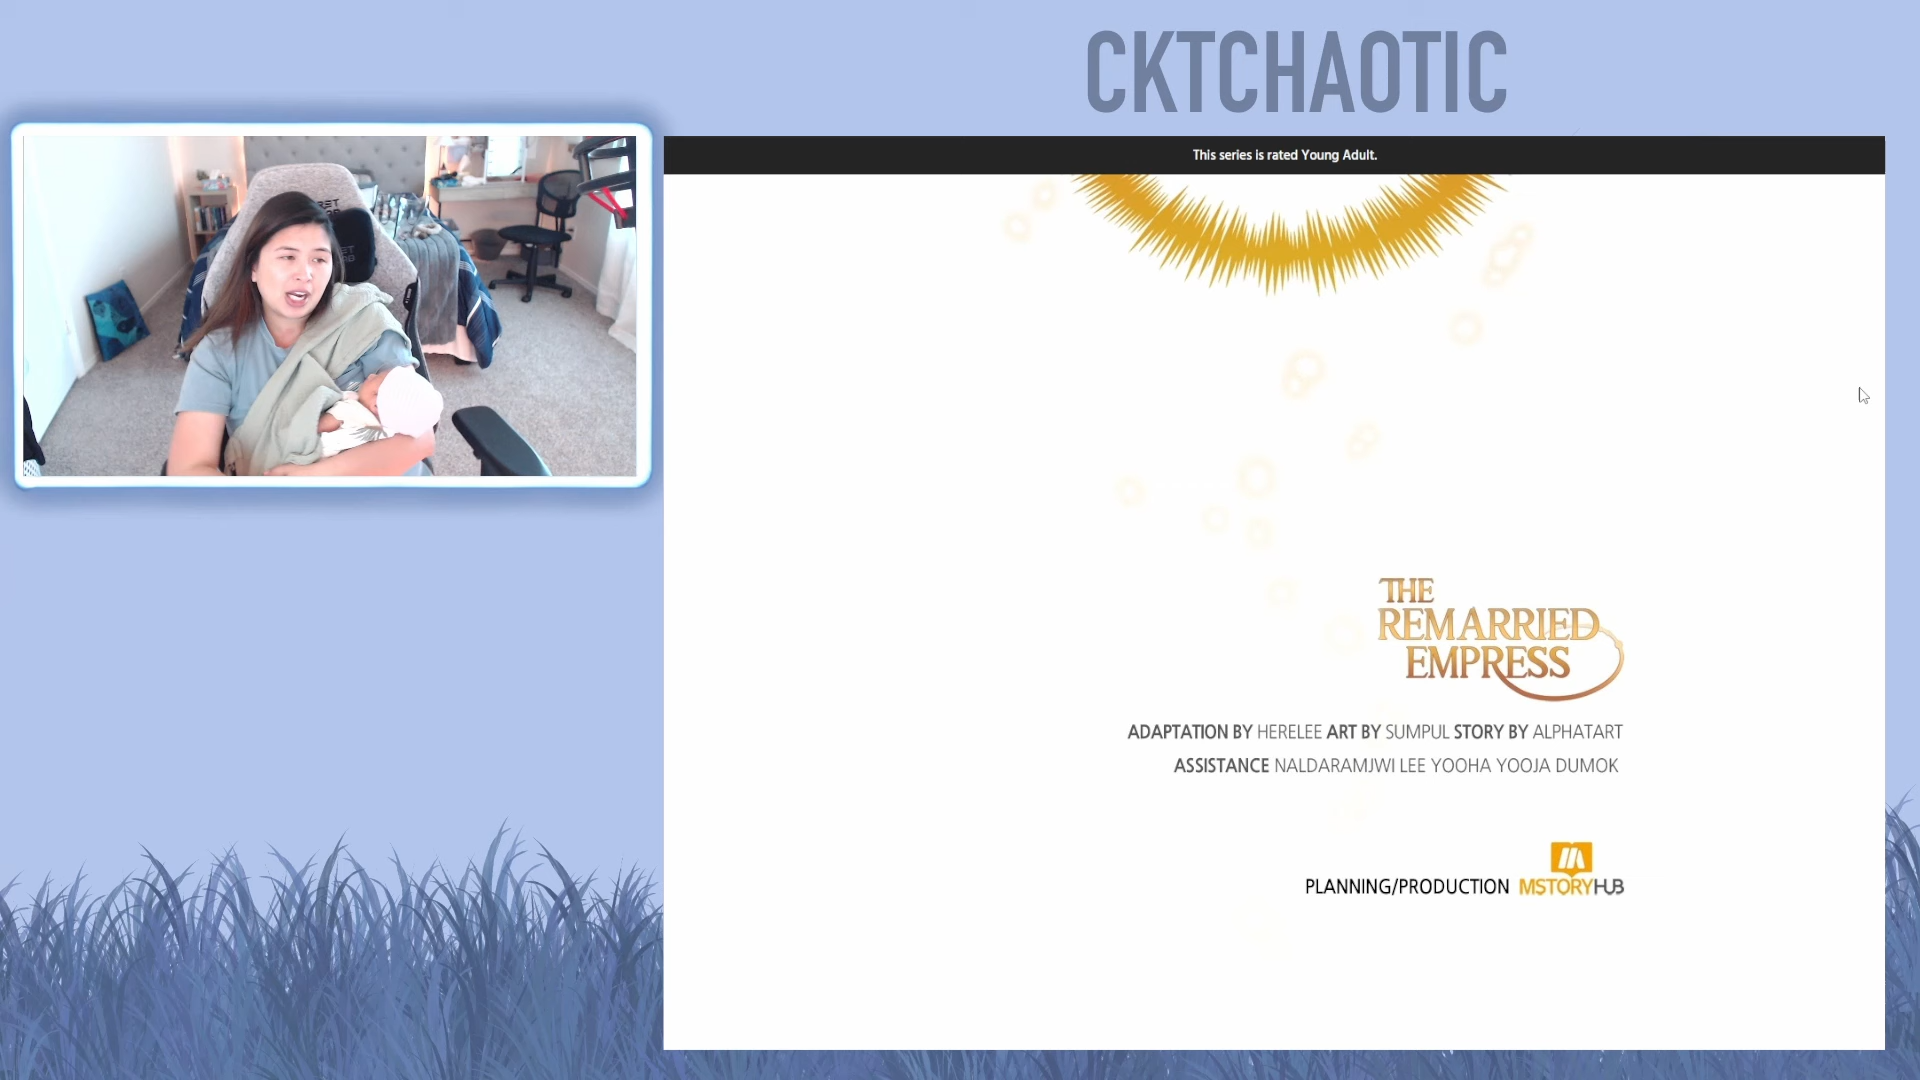 CKTCHAOTIC
This series is rated Young Adult.
THE
REMARRIED
EMPRESS
ADAPTATION BY HERELEE ART BY SUMPUL STORY BY ALPHATART
ASSISTANCE NALDARAMJWI LEE YOOHA YOOJA DUMOK
PLANNING/PRODUCTION MSTORYHUB